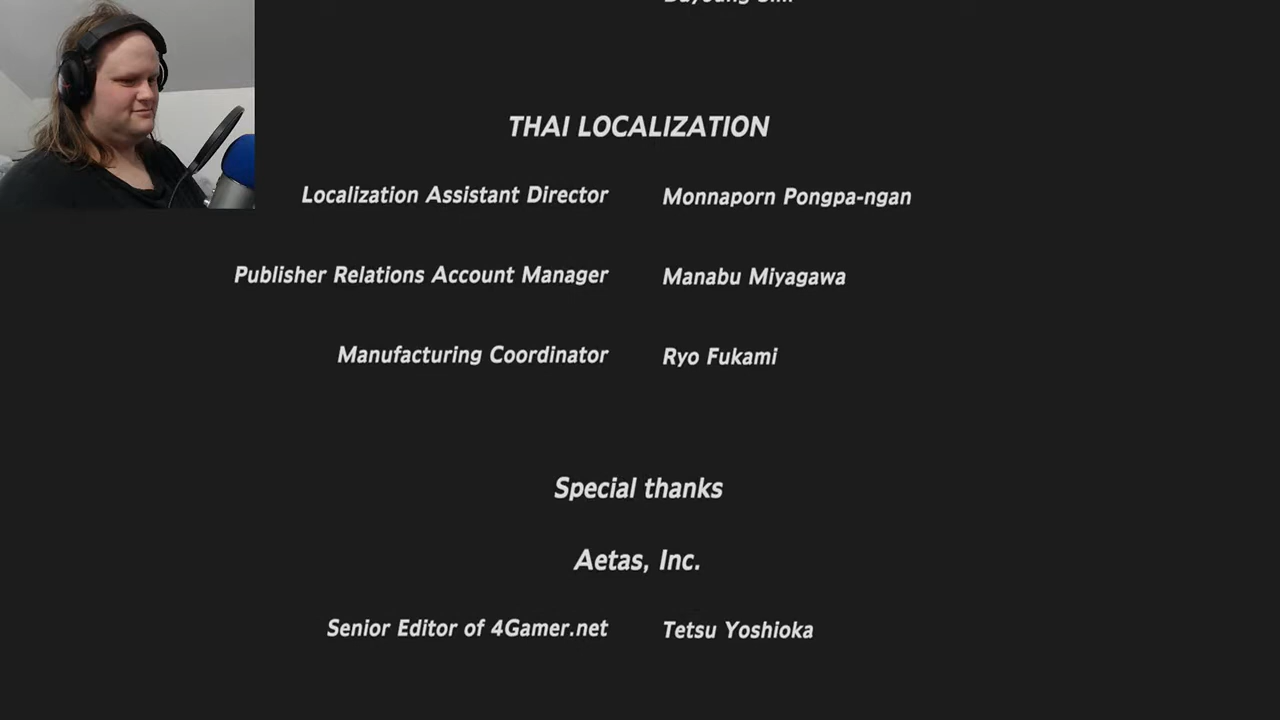 THAI LOCALIZATION
Localization Assistant Director Monnaporn Pongpa-ngan
Publisher Relations Account Manager Manabu Miyagawa
Manufacturing Coordinator Ryo Fukami
Special thanks
Aetas, Inc.
Senior Editor of 4Gamer.net Tetsu Yoshioka